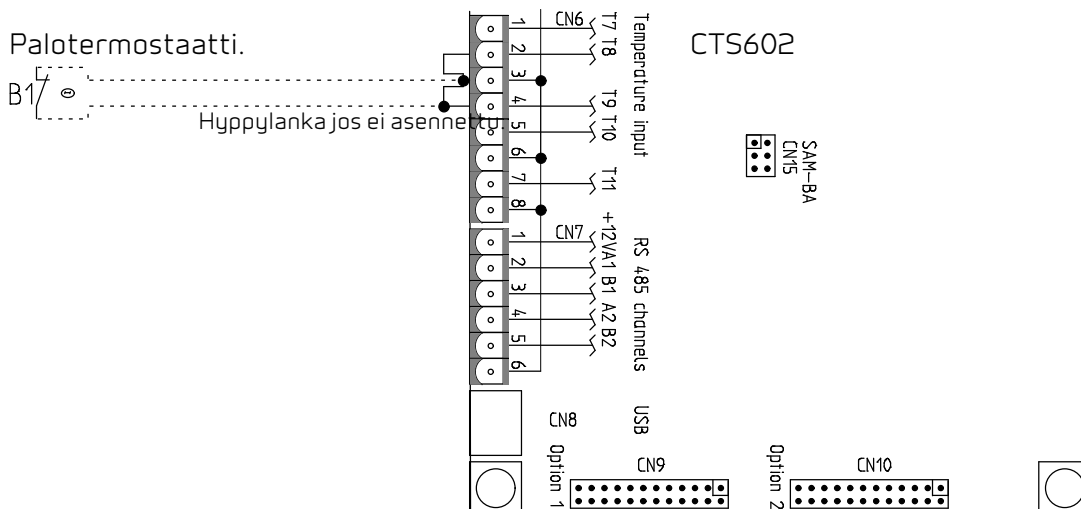 Palotermostaatti.
B1
Hyppylanka jos ei asennettu.
CTS602
1 CN6 T7
2 T8
3
4 T9
5 T10
6
7 T11
8
Temperature input
SAM-BA
CN15
1 CN7 +12V
2 A1
3 B1
4 A2
5 B2
6
RS 485 channels
CN8 USB
Option 1 CN9
Option 2 CN10